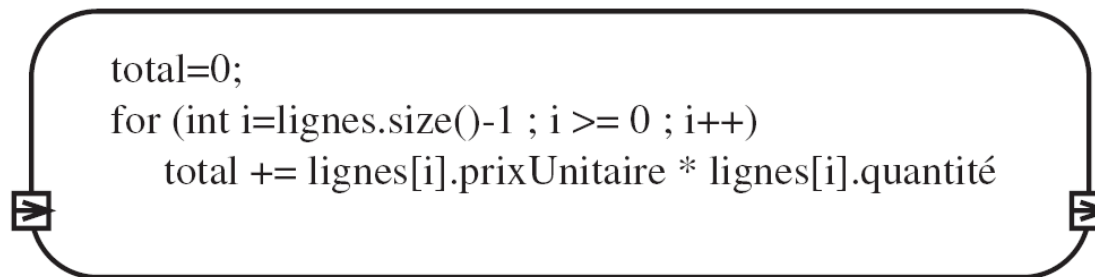 total=0;
for (int i=lignes.size()-1 ; i >= 0 ; i++)
total += lignes[i].prixUnitaire * lignes[i].quantité